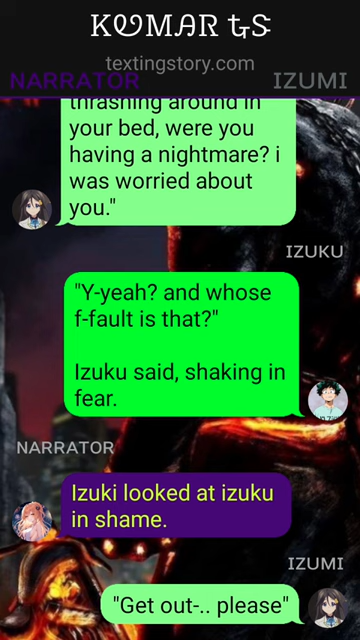 KϴMAR ᎿՏ
textingstory.com
NARRATOR IZUMI
thrashing around in
your bed, were you
having a nightmare? i
was worried about
you."
IZUKU
"Y-yeah? and whose
f-fault is that?"
Izuku said, shaking in
fear.
NARRATOR
Izuki looked at izuku
in shame.
IZUMI
"Get out-.. please"